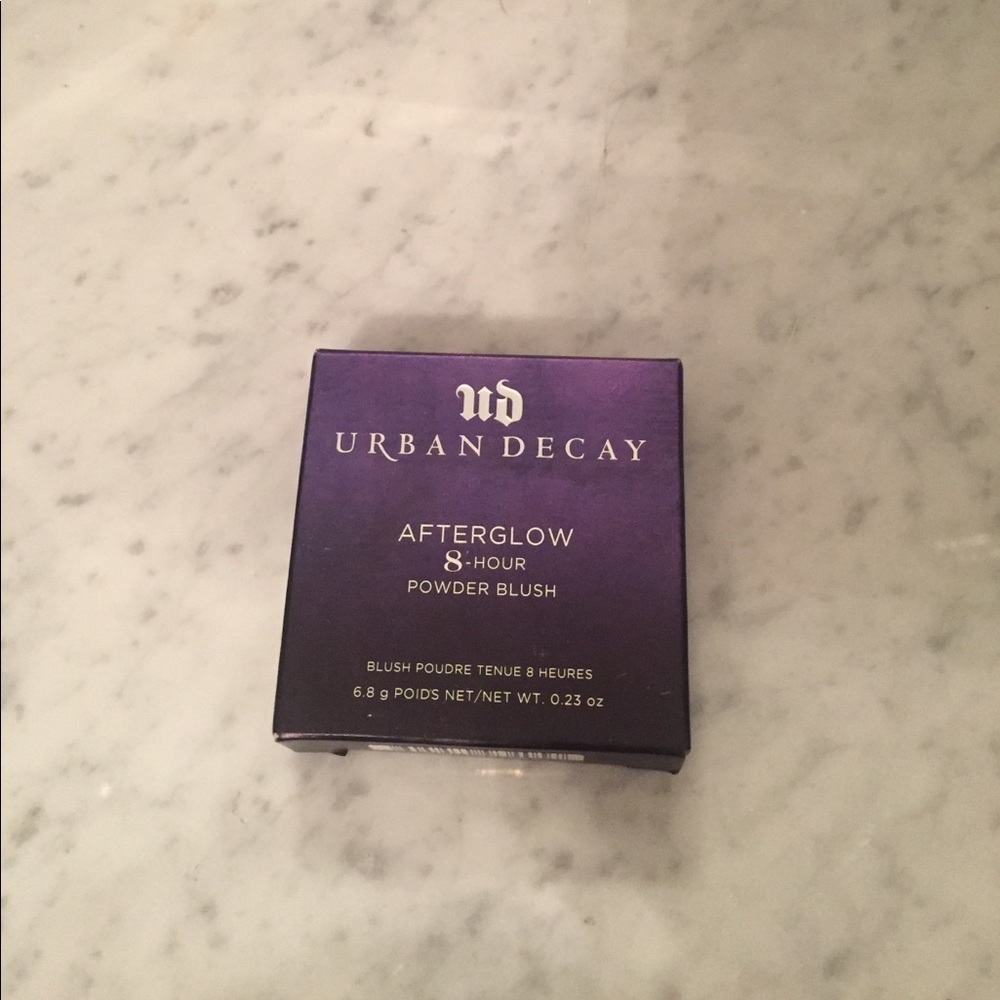 UD
URBAN DECAY
AFTERGLOW
8-HOUR
POWDER BLUSH
BLUSH POUDRE TENUE 8 HEURES
6.8 g POIDS NET/NET WT. 0.23 oz